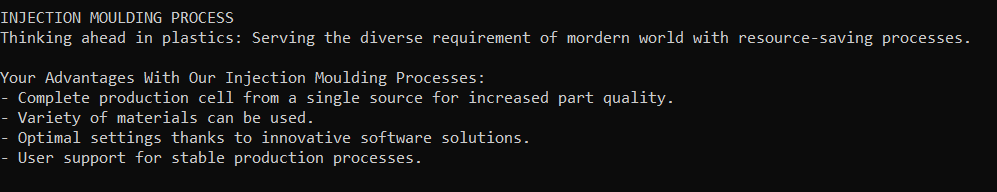 INJECTION MOULDING PROCESS
Thinking ahead in plastics: Serving the diverse requirement of mordern world with resource-saving processes.
Your Advantages With Our Injection Moulding Processes:
- Complete production cell from a single source for increased part quality.
- Variety of materials can be used.
- Optimal settings thanks to innovative software solutions.
- User support for stable production processes.